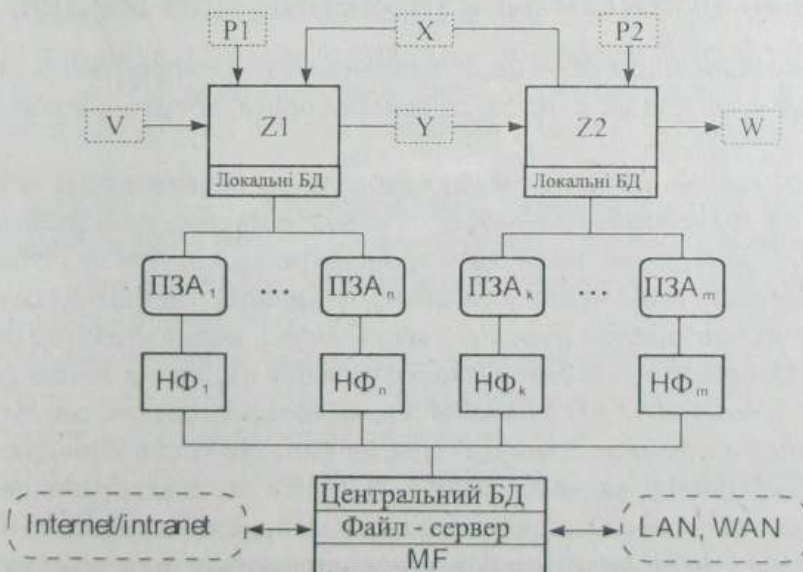 P1 X P2
V Z1 Y Z2 W
Локальні БД Локальні БД
ПЗА₁ ... ПЗАₙ ПЗАₖ ... ПЗАₘ
НФ₁ НФₙ НФₖ НФₘ
Центральний БД
Internet/intranet Файл - сервер LAN, WAN
MF